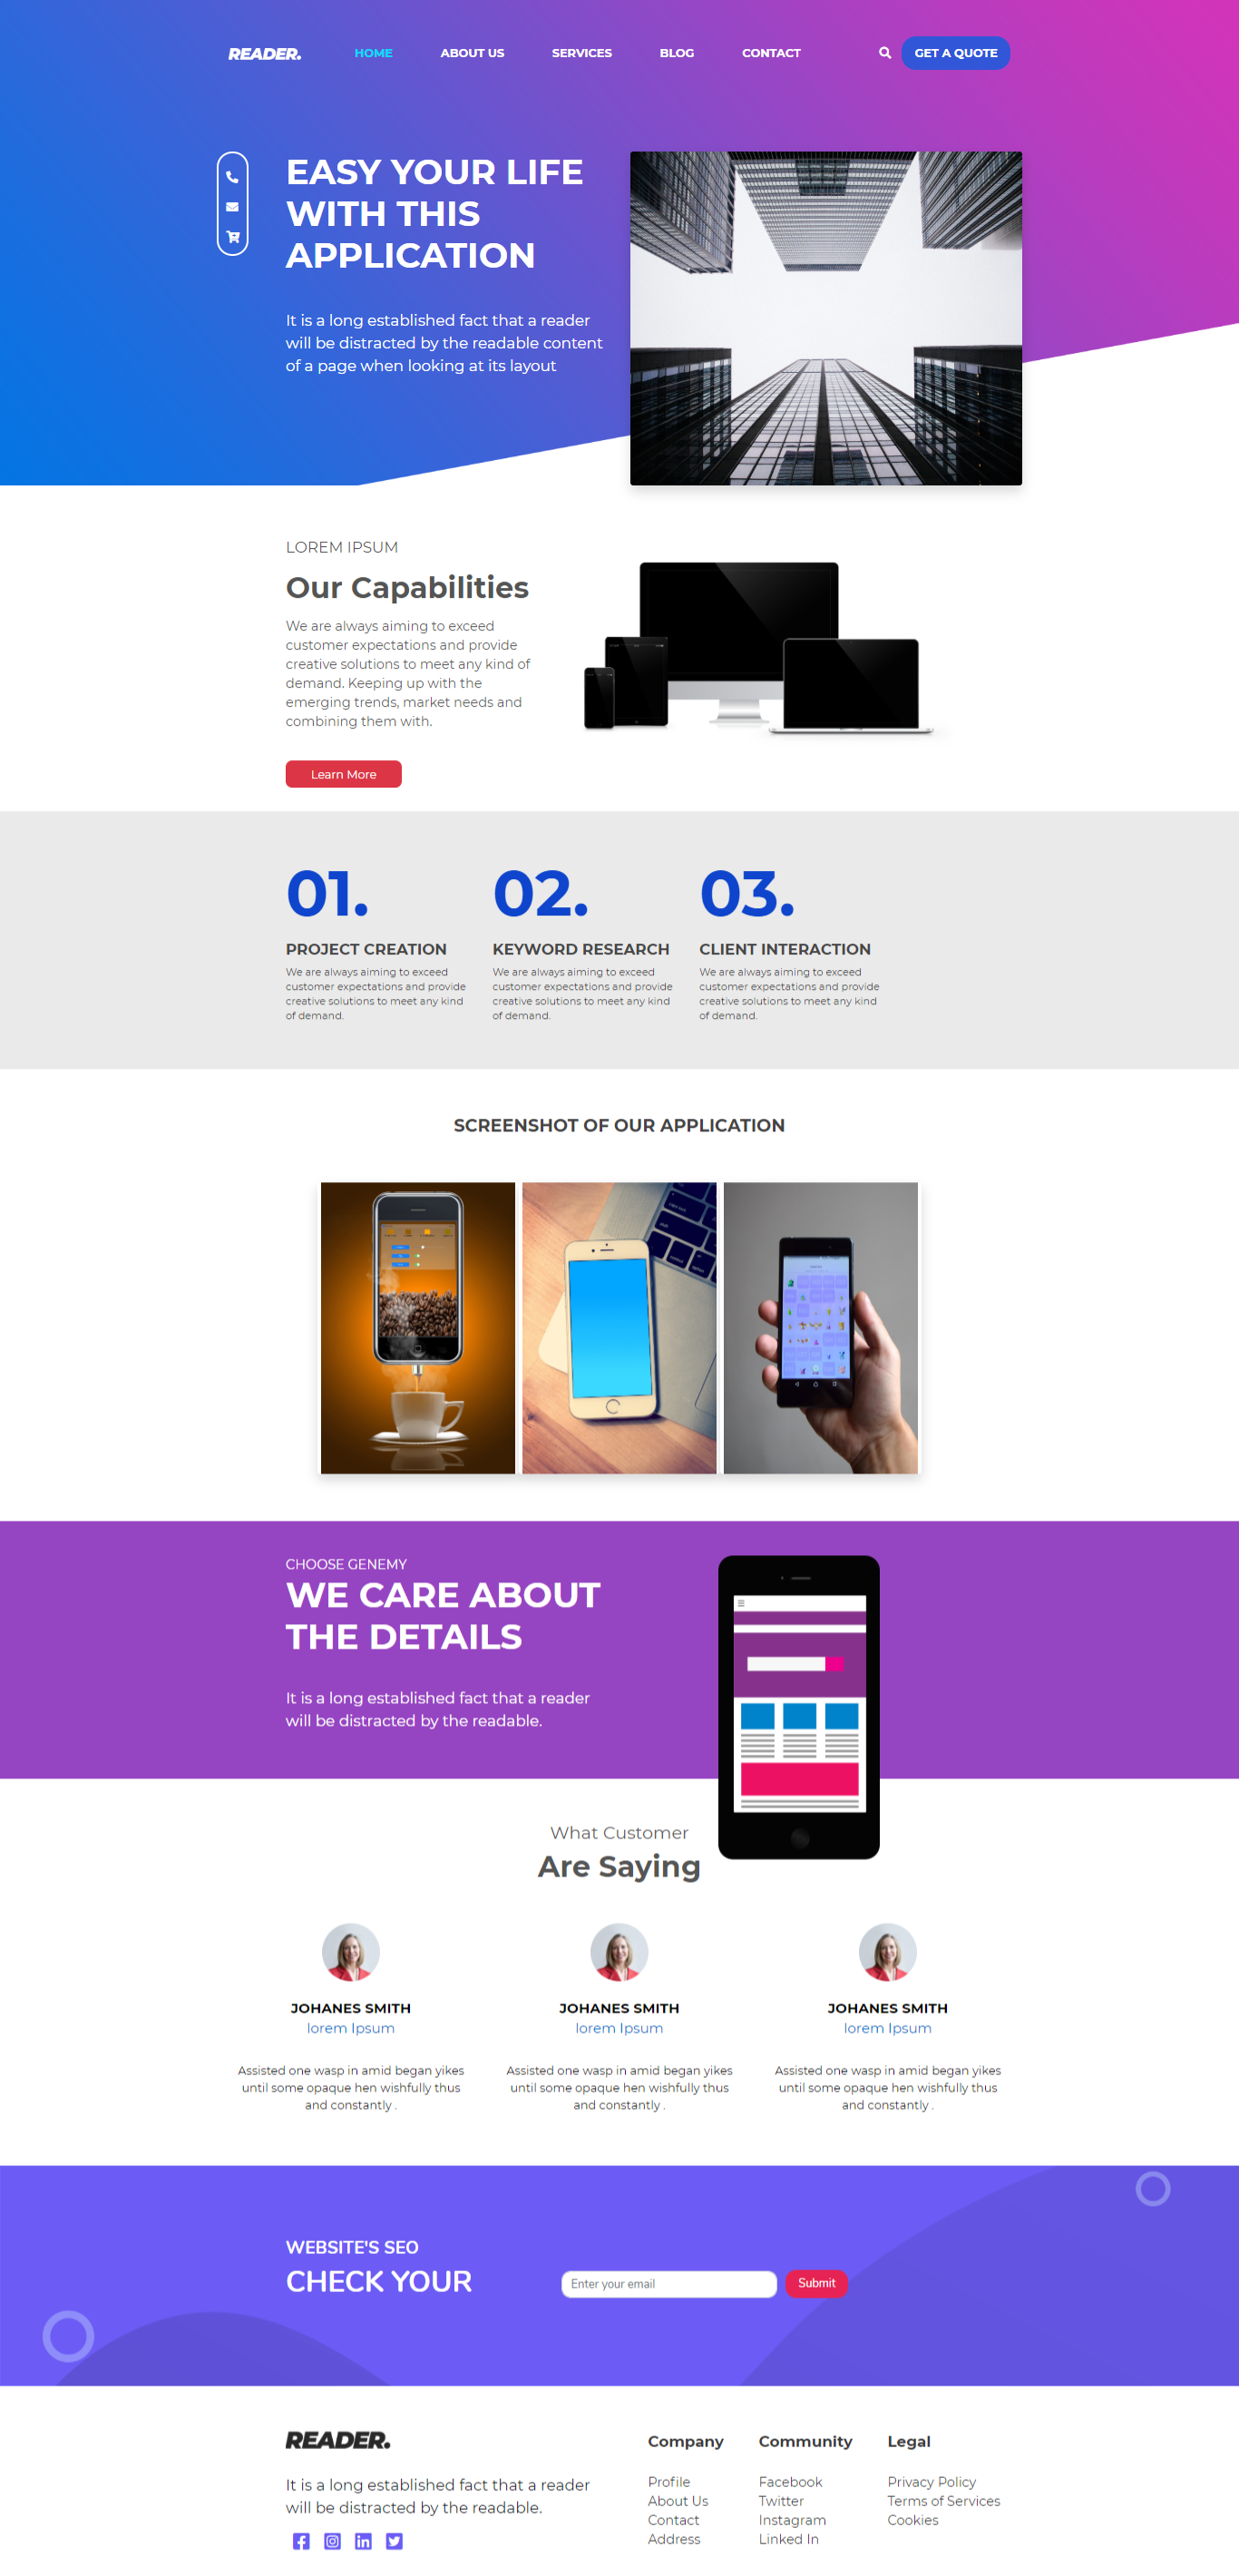 READER.
HOME
ABOUT US
SERVICES
BLOG
CONTACT
GET A QUOTE
EASY YOUR LIFE
WITH THIS
APPLICATION
It is a long established fact that a reader
will be distracted by the readable content
of a page when looking at its layout
LOREM IPSUM
Our Capabilities
We are always aiming to exceed
customer expectations and provide
creative solutions to meet any kind of
demand. Keeping up with the
emerging trends, market needs and
combining them with.
Learn More
01.
PROJECT CREATION
We are always aiming to exceed
customer expectations and provide
creative solutions to meet any kind
of demand.
02.
KEYWORD RESEARCH
We are always aiming to exceed
customer expectations and provide
creative solutions to meet any kind
of demand.
03.
CLIENT INTERACTION
We are always aiming to exceed
customer expectations and provide
creative solutions to meet any kind
of demand.
SCREENSHOT OF OUR APPLICATION
CHOOSE GENEMY
WE CARE ABOUT
THE DETAILS
It is a long established fact that a reader
will be distracted by the readable.
What Customer
Are Saying
JOHANES SMITH
lorem Ipsum
Assisted one wasp in amid began yikes
until some opaque hen wishfully thus
and constantly .
JOHANES SMITH
lorem Ipsum
Assisted one wasp in amid began yikes
until some opaque hen wishfully thus
and constantly .
JOHANES SMITH
lorem Ipsum
Assisted one wasp in amid began yikes
until some opaque hen wishfully thus
and constantly .
WEBSITE'S SEO
CHECK YOUR
Enter your email
Submit
READER.
It is a long established fact that a reader
will be distracted by the readable.
Company
Profile
About Us
Contact
Address
Community
Facebook
Twitter
Instagram
Linked In
Legal
Privacy Policy
Terms of Services
Cookies